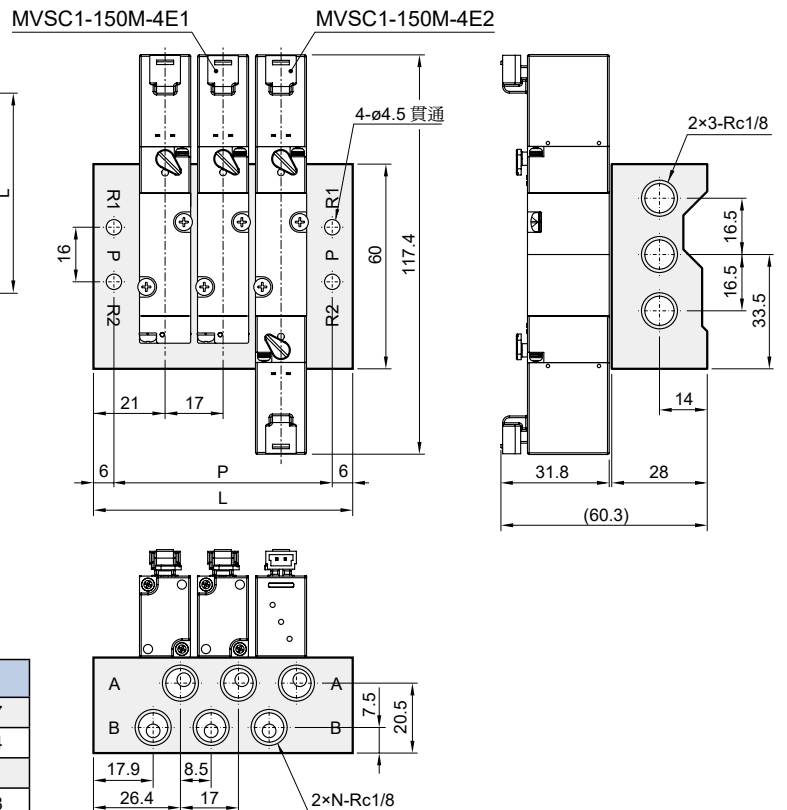 MVSC1-150M-4E1
MVSC1-150M-4E2
4-ø4.5 貫通
2×3-Rc1/8
L
R1
R1
16
P
P
R2
R2
60
117.4
16.5
16.5
33.5
14
21
17
6
P
6
L
31.8
28
(60.3)
A
A
B
B
7.5
20.5
17.9
8.5
26.4
17
2×N-Rc1/8